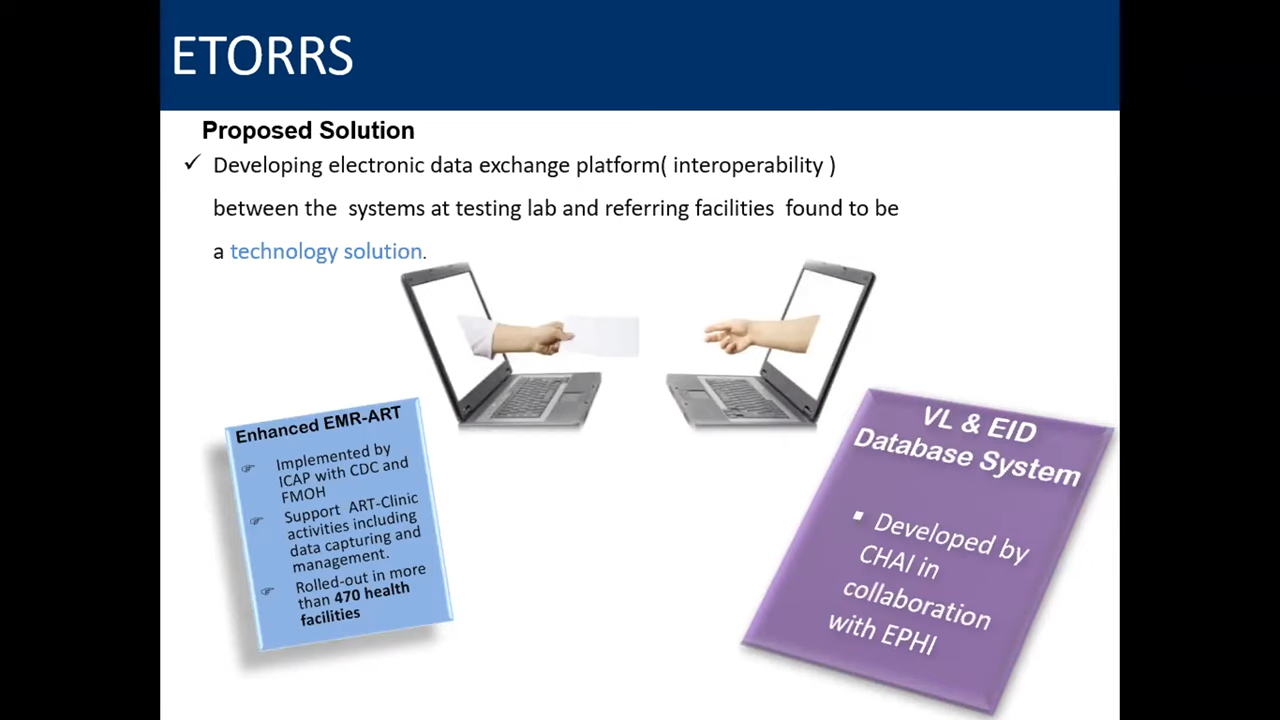 ETORRS
Proposed Solution
✓ Developing electronic data exchange platform( interoperability )
between the systems at testing lab and referring facilities found to be
a technology solution.
Enhanced EMR-ART
☞ Implemented by
ICAP with CDC and
FMOH
☞ Support ART-Clinic
activities including
data capturing and
management.
☞ Rolled-out in more
than 470 health
facilities
VL & EID
Database System
▪ Developed by
CHAI in
collaboration
with EPHI